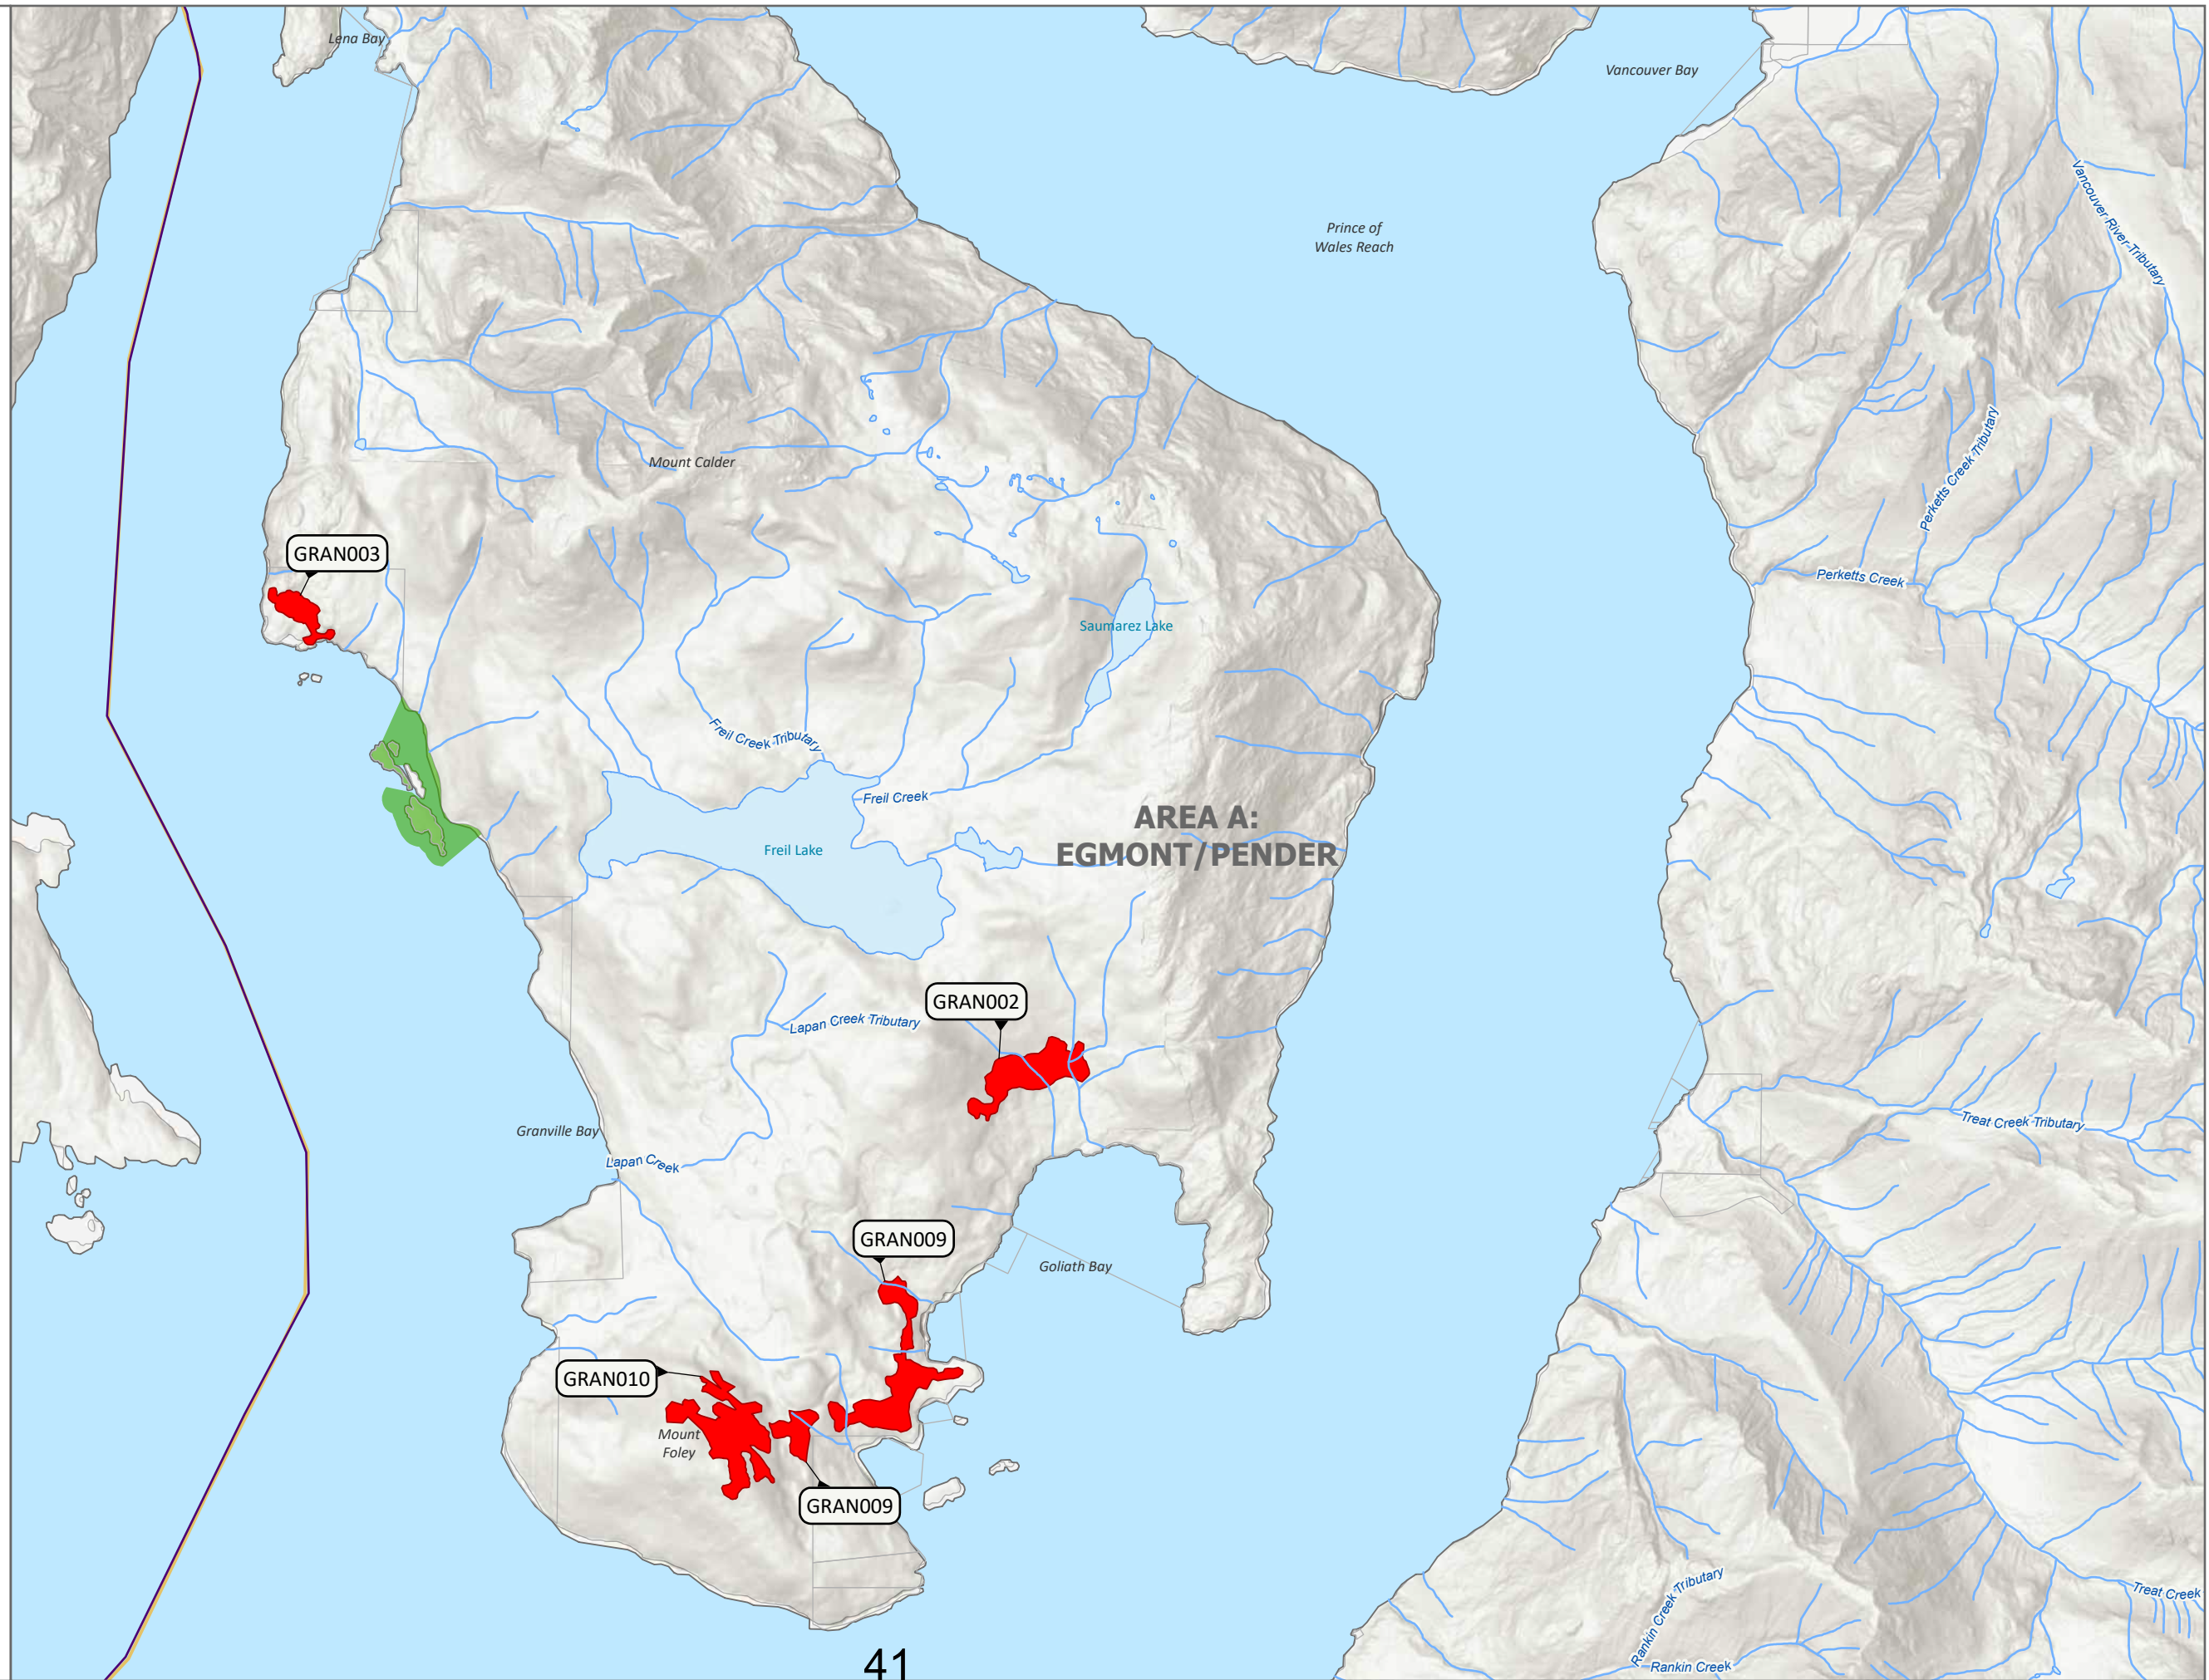 Lena Bay
Vancouver Bay
Vancouver River Tributary
Prince of
Wales Reach
Perketts Creek Tributary
Mount Calder
GRAN003
Perketts Creek
Saumarez Lake
Freil Creek Tributary
Freil Creek
AREA A:
EGMONT/PENDER
Freil Lake
GRAN002
Lapan Creek Tributary
Granville Bay
Treat Creek Tributary
Lapan Creek
GRAN009
Goliath Bay
GRAN010
Mount
Foley
GRAN009
Rankin Creek Tributary
Treat Creek
Rankin Creek
41